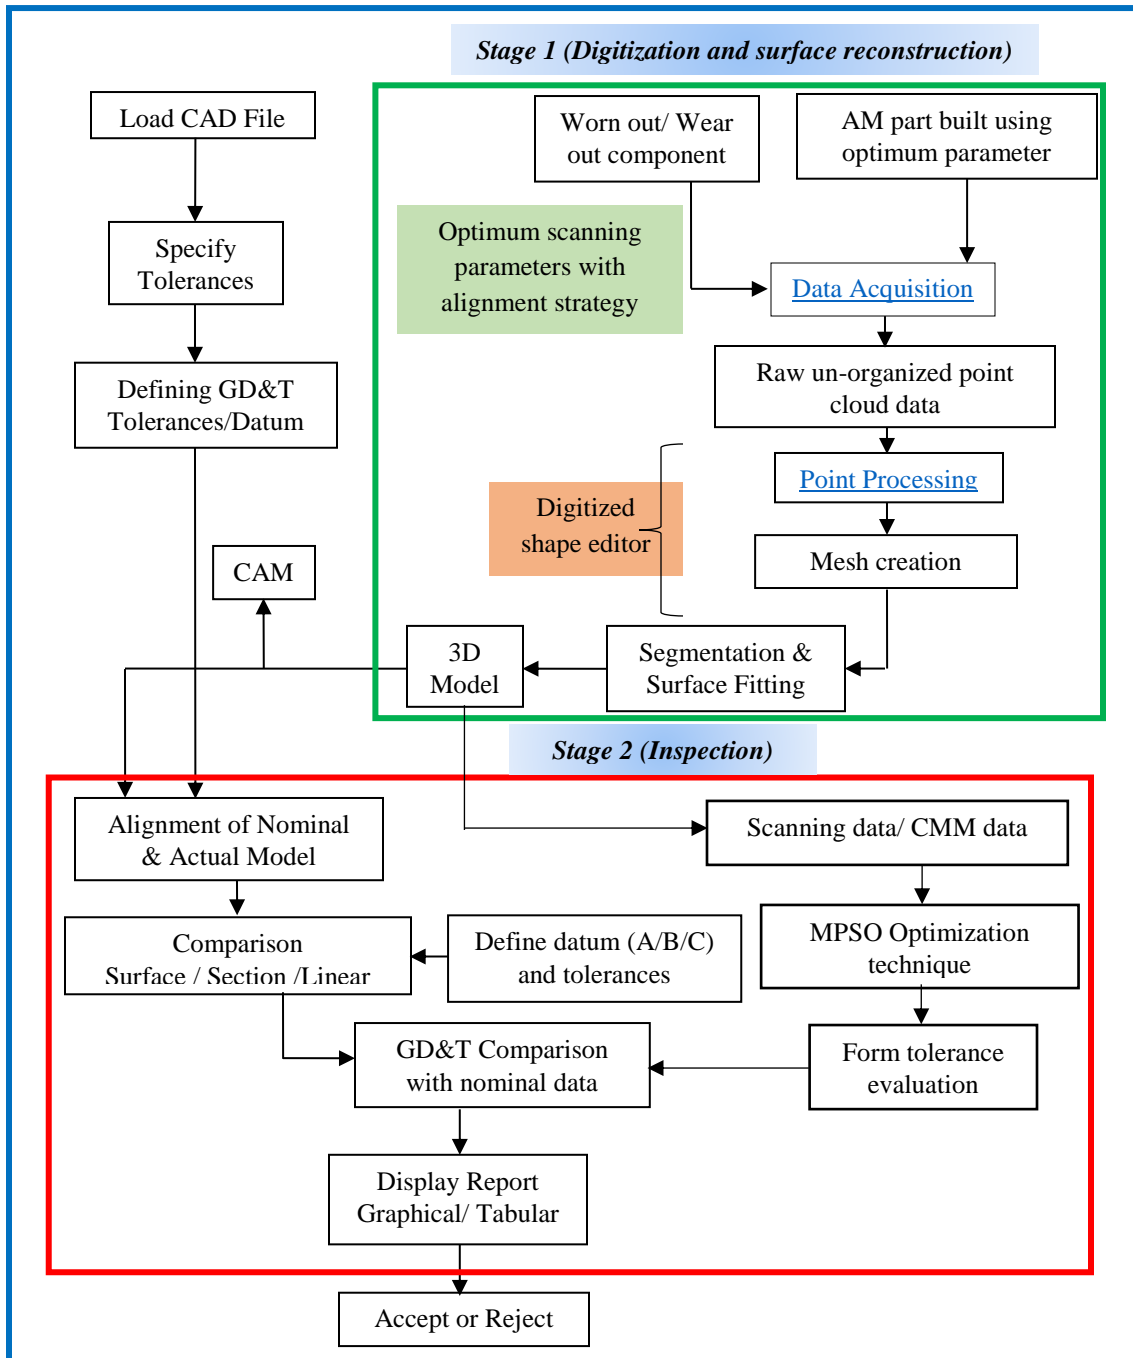 Stage 1 (Digitization and surface reconstruction)
Load CAD File
Worn out/ Wear
out component
AM part built using
optimum parameter
Specify
Tolerances
Optimum scanning
parameters with
alignment strategy
Data Acquisition
Defining GD&T
Tolerances/Datum
Raw un-organized point
cloud data
Point Processing
Digitized
shape editor
Mesh creation
CAM
3D
Model
Segmentation &
Surface Fitting
Stage 2 (Inspection)
Alignment of Nominal
& Actual Model
Scanning data/ CMM data
Comparison
Surface / Section /Linear
Define datum (A/B/C)
and tolerances
MPSO Optimization
technique
GD&T Comparison
with nominal data
Form tolerance
evaluation
Display Report
Graphical/ Tabular
Accept or Reject